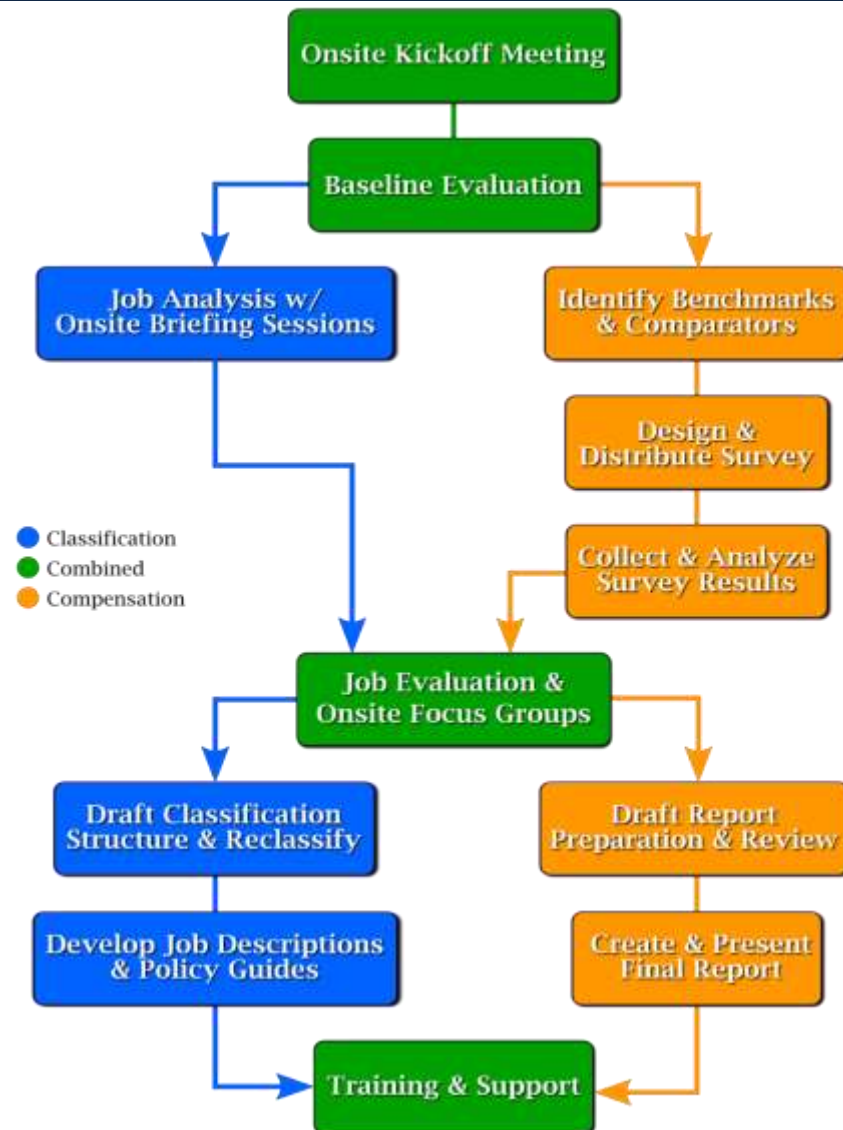 Onsite Kickoff Meeting
Baseline Evaluation
Job Analysis w/
Onsite Briefing Sessions
Identify Benchmarks
& Comparators
Design &
Distribute Survey
Collect & Analyze
Survey Results
Classification
Combined
Compensation
Job Evaluation &
Onsite Focus Groups
Draft Classification
Structure & Reclassify
Draft Report
Preparation & Review
Develop Job Descriptions
& Policy Guides
Create & Present
Final Report
Training & Support